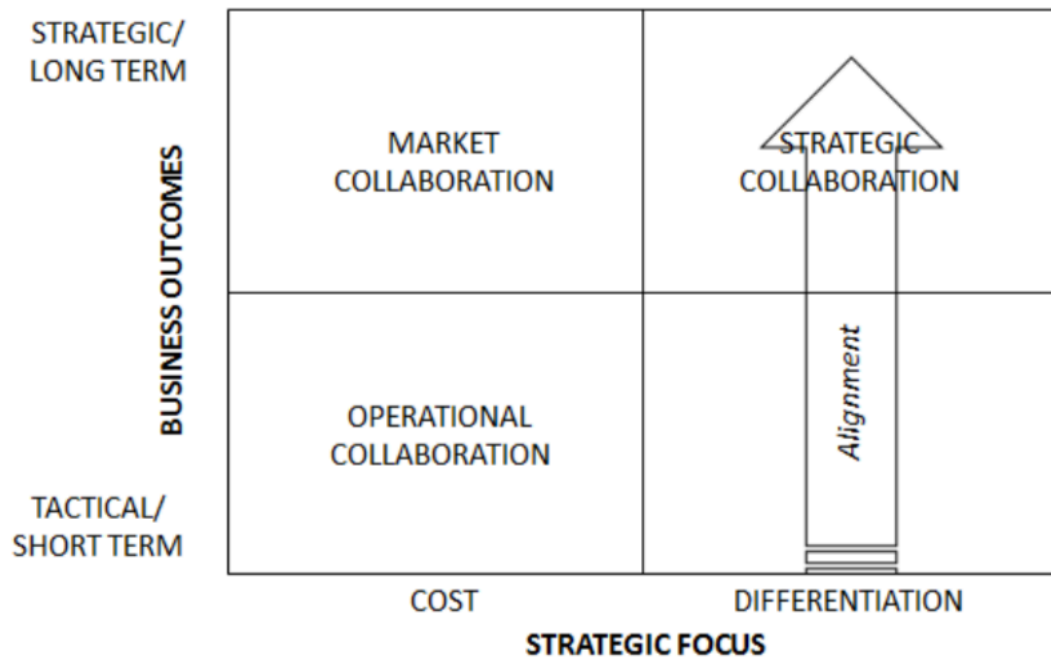 STRATEGIC/
LONG TERM
MARKET
COLLABORATION
STRATEGIC
COLLABORATION
BUSINESS OUTCOMES
OPERATIONAL
COLLABORATION
Alignment
TACTICAL/
SHORT TERM
COST
DIFFERENTIATION
STRATEGIC FOCUS